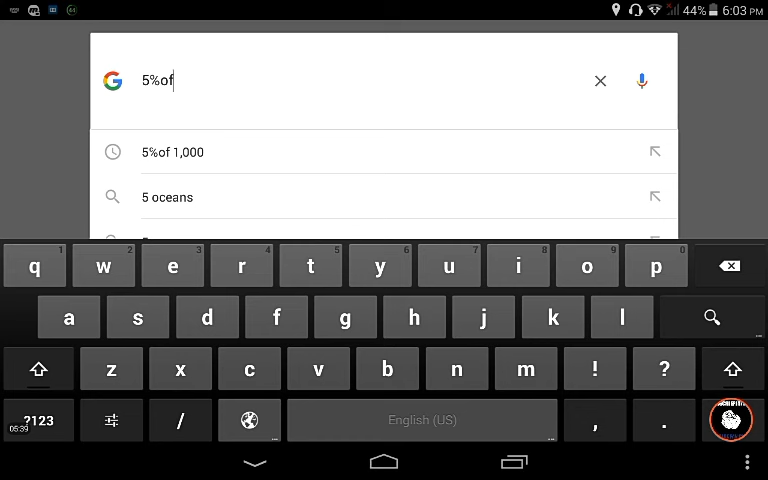 44% 6:03 PM
5%of
5%of 1,000
5 oceans
1 2 3 4 5 6 7 8 9 0
q w e r t y u i o p
a s d f g h j k l
z x c v b n m ! ?
?123 / English (US) , .
05:39